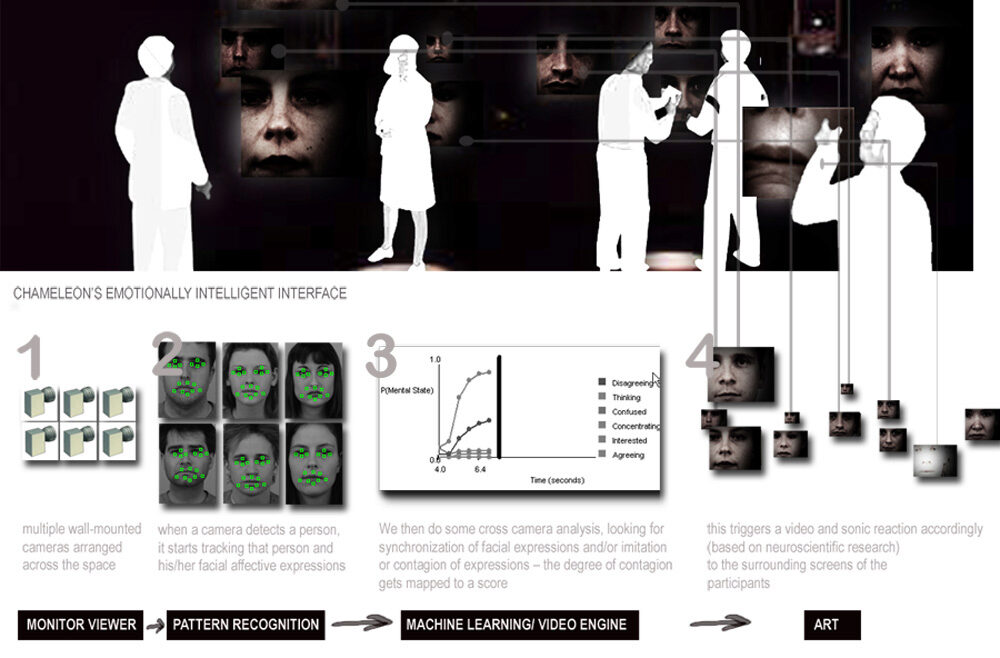 CHAMELEON'S EMOTIONALLY INTELLIGENT INTERFACE
1
2
3
4
1.0
P(Mental State)
0.0
4.0
6.4
Time (seconds)
Disagreeing
Thinking
Confused
Concentrating
Interested
Agreeing
multiple wall-mounted
cameras arranged
across the space
when a camera detects a person,
it starts tracking that person and
his/her facial affective expressions
We then do some cross camera analysis, looking for
synchronization of facial expressions and/or imitation
or contagion of expressions – the degree of contagion
gets mapped to a score
this triggers a video and sonic reaction accordingly
(based on neuroscientific research)
to the surrounding screens of the
participants
MONITOR VIEWER
PATTERN RECOGNITION
MACHINE LEARNING/ VIDEO ENGINE
ART